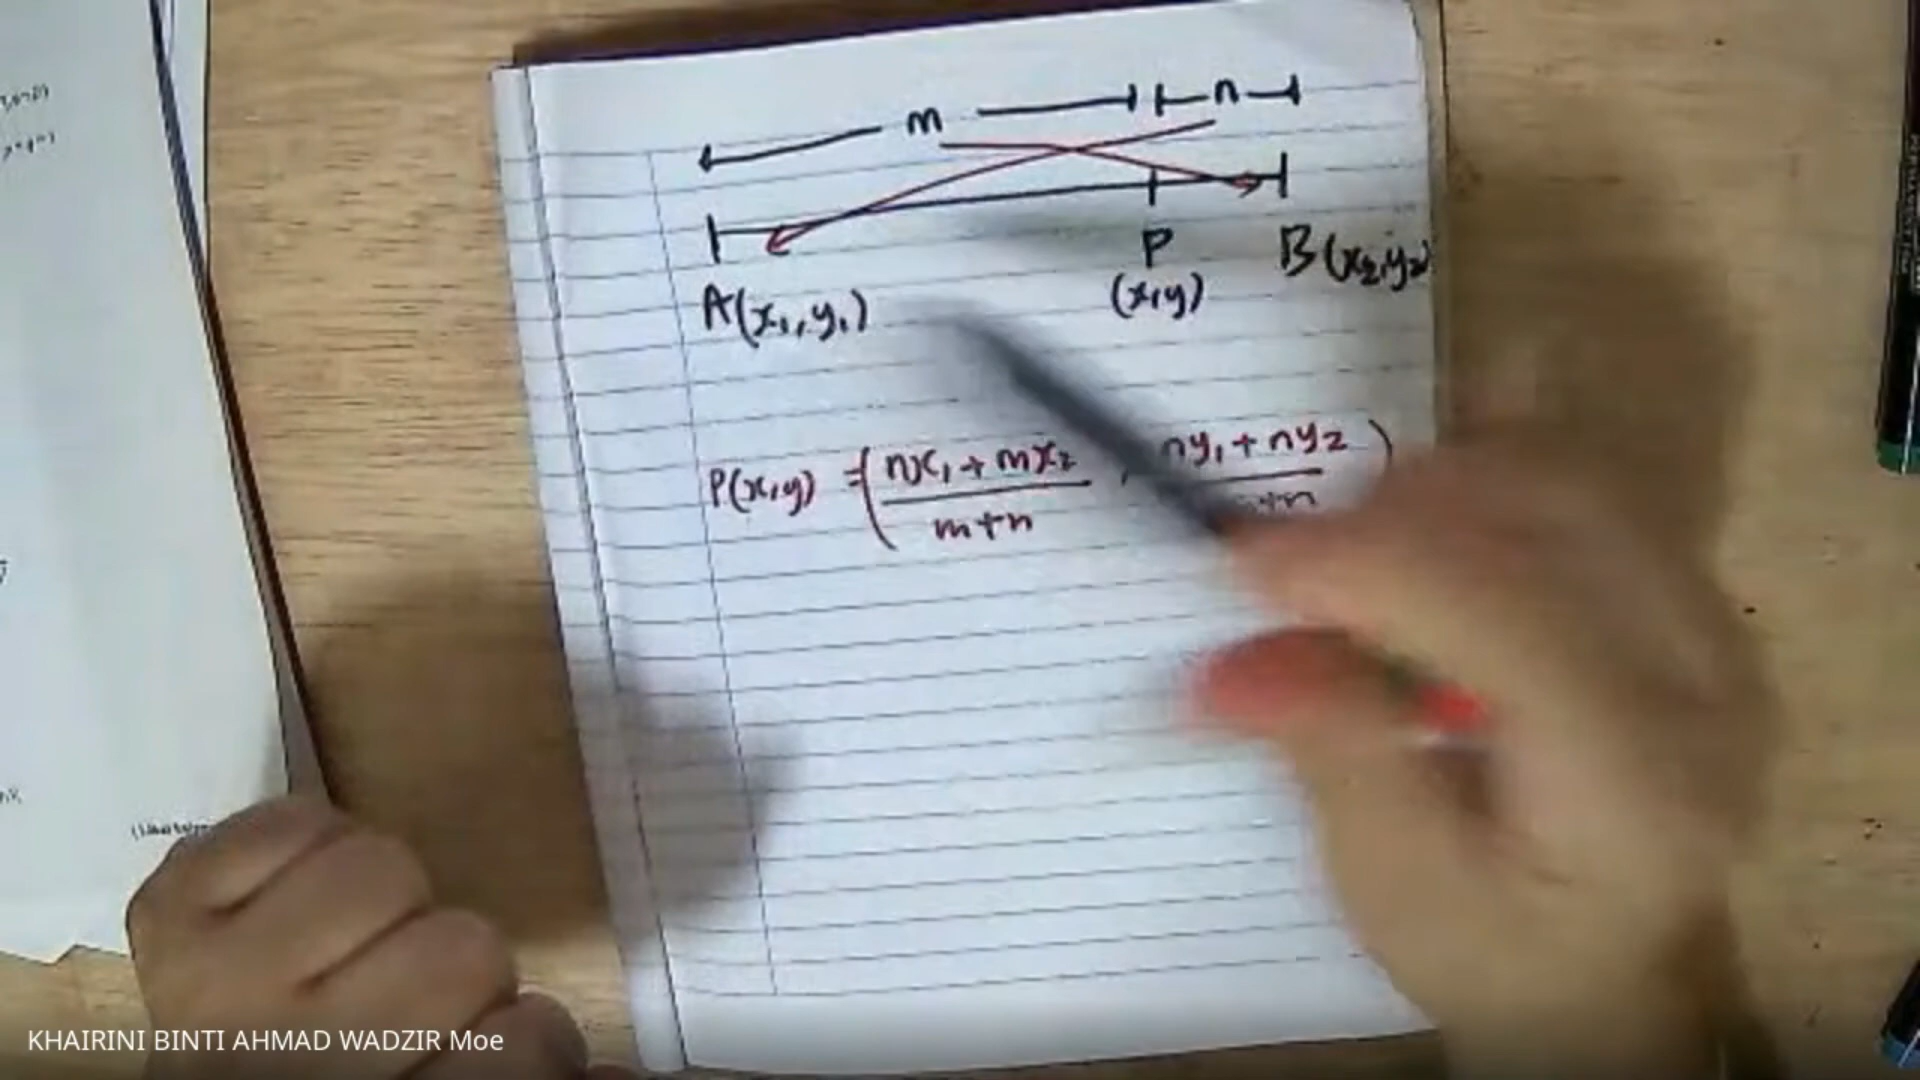 m n
A(x₁, y₁) P B(x₂, y₂)
(x, y)
P(x, y) = ( nx₁ + mx₂ / m+n , ny₁ + ny₂ / +n )
KHAIRINI BINTI AHMAD WADZIR Moe